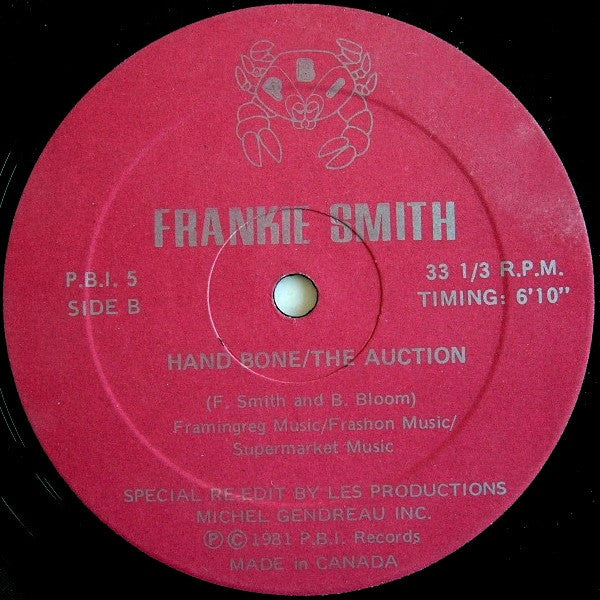 P B I
FRANKIE SMITH
P.B.I. 5
SIDE B
33 1/3 R.P.M.
TIMING: 6'10"
HAND BONE/THE AUCTION
(F. Smith and B. Bloom)
Framingreg Music/Frashon Music/
Supermarket Music
SPECIAL RE-EDIT BY LES PRODUCTIONS
MICHEL GENDREAU INC.
Ⓟ©1981 P.B.I. Records
MADE in CANADA